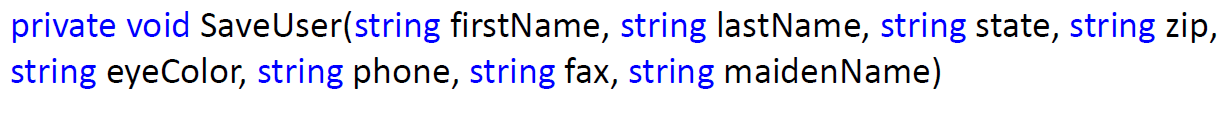 private void SaveUser(string firstName, string lastName, string state, string zip,
string eyeColor, string phone, string fax, string maidenName)